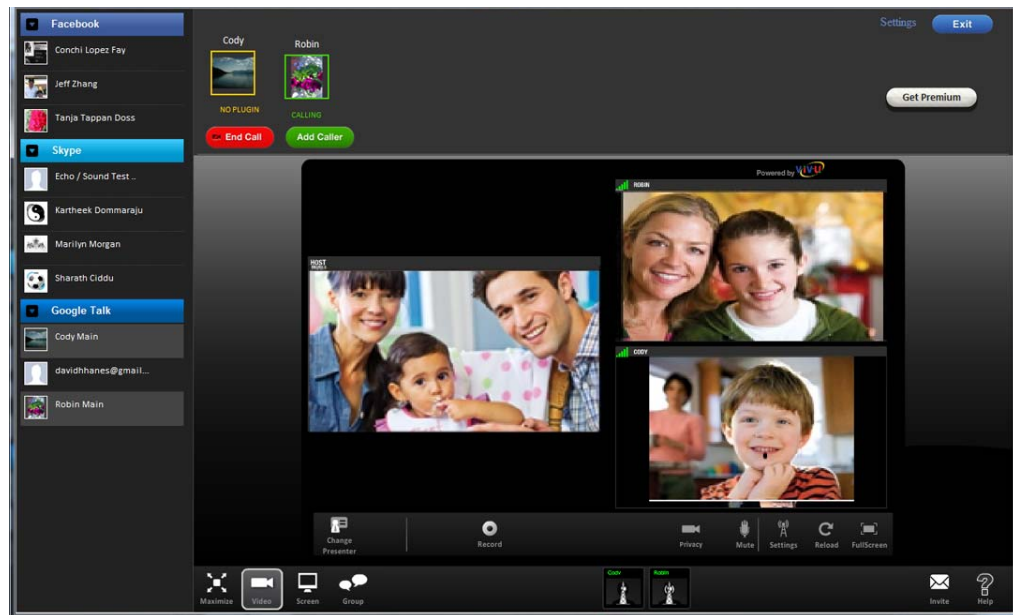 Facebook
Conchi Lopez Fay
Jeff Zhang
Tanja Tappan Doss
Skype
Echo / Sound Test ..
Kartheek Dommaraju
Marilyn Morgan
Sharath Ciddu
Google Talk
Cody Main
davidhhanes@gmail...
Robin Main
Cody
Robin
NO PLUGIN
CALLING
End Call
Add Caller
Settings
Exit
Get Premium
Powered by vivu
HOST
ROBIN
CODY
Change
Presenter
Record
Privacy
Mute
Settings
Reload
FullScreen
Maximize
Video
Screen
Group
Cody
Robin
Invite
Help